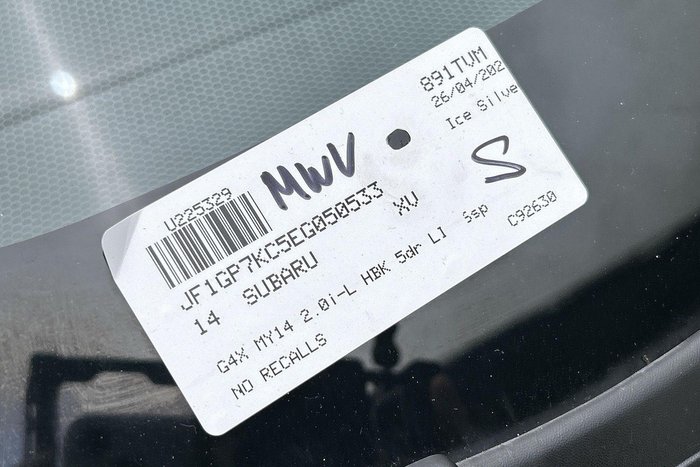 891TVM
26/04/202
Ice Silve
U225329
MWV
S
JF1GP7KC5EG050533
14 SUBARU XV
G4X MY14 2.0i-L HBK 5dr LI 5sp
NO RECALLS
C92630